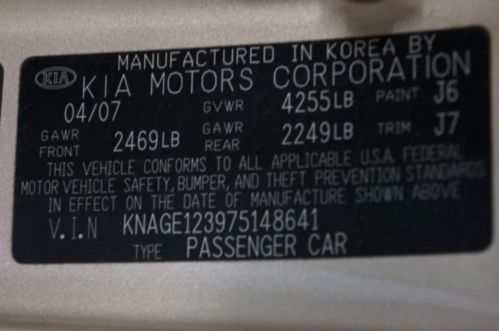 MANUFACTURED IN KOREA BY
KIA KIA MOTORS CORPORATION
04/07 GVWR 4255LB PAINT J6
GAWR FRONT 2469LB GAWR REAR 2249LB TRIM J7
THIS VEHICLE CONFORMS TO ALL APPLICABLE U.S.A. FEDERAL
MOTOR VEHICLE SAFETY, BUMPER, AND THEFT PREVENTION STANDARDS
IN EFFECT ON THE DATE OF MANUFACTURE SHOWN ABOVE
V.I.N KNAGE123975148641
TYPE PASSENGER CAR